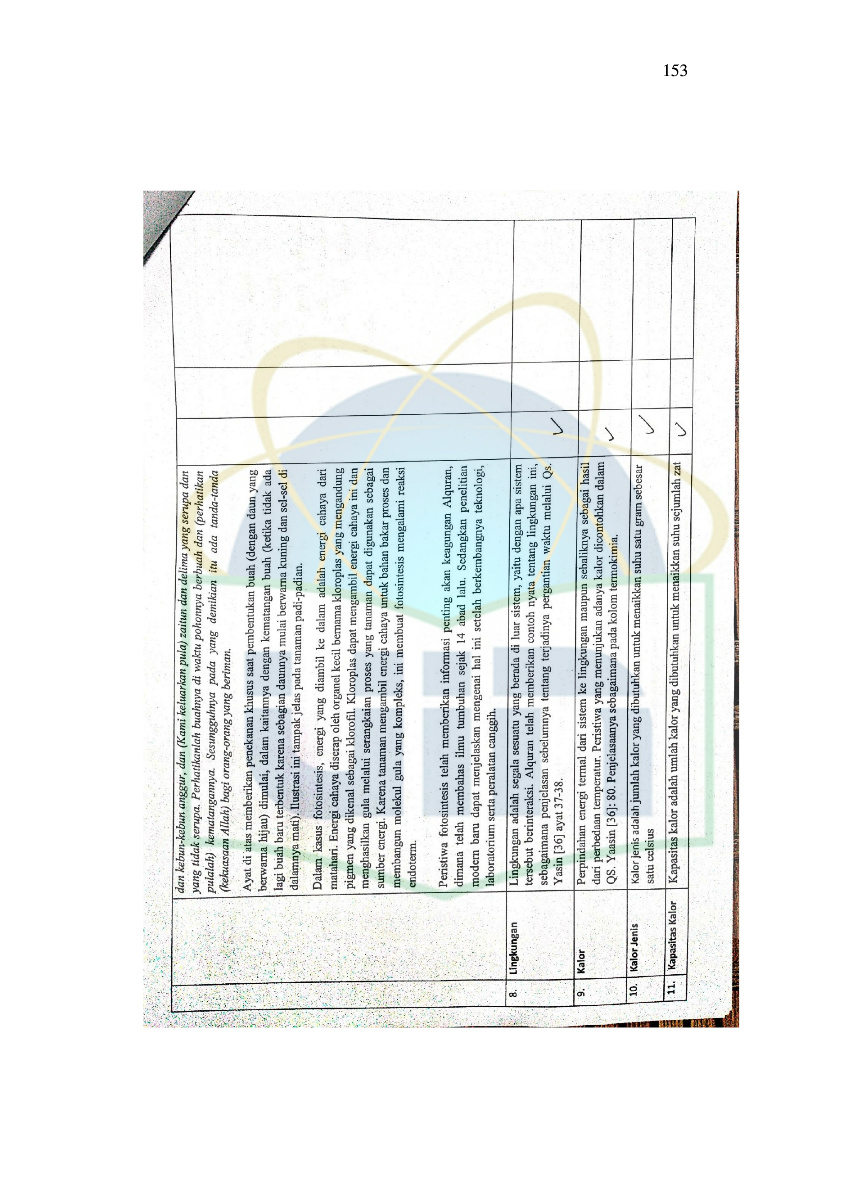 153
dan kebun-kebun anggur, dan (Kami keluarkan pula) zaitun dan delima yang serupa dan
yang tidak serupa. Perhatikanlah buahnya di waktu pohonnya berbuah dan (perhatikan
pulalah) kematangannya. Sesungguhnya pada yang demikian itu ada tanda-tanda
(kekuasaan Allah) bagi orang-orang yang beriman.
Ayat di atas memberikan penekanan khusus saat pembentukan buah (dengan daun yang
berwarna hijau) dimulai, dalam kaitannya dengan kematangan buah (ketika tidak ada
lagi buah baru terbentuk karena sebagian daunnya mulai berwarna kuning dan sel-sel di
dalamnya mati). Ilustrasi ini tampak jelas pada tanaman padi-padian.
Dalam kasus fotosintesis, energi yang diambil ke dalam adalah energi cahaya dari
matahari. Energi cahaya diserap oleh organel kecil bernama kloroplas yang mengandung
pigmen yang dikenal sebagai klorofil. Kloroplas dapat mengambil energi cahaya ini dan
menghasilkan gula melalui serangkaian proses yang tanaman dapat digunakan sebagai
sumber energi. Karena tanaman mengambil energi cahaya untuk bahan bakar proses dan
membangun molekul gula yang kompleks, ini membuat fotosintesis mengalami reaksi
endoterm.
Peristiwa fotosintesis telah memberikan informasi penting akan keagungan Alquran,
dimana telah membahas ilmu tumbuhan sejak 14 abad lalu. Sedangkan penelitian
modern baru dapat menjelaskan mengenai hal ini setelah berkembangnya teknologi,
laboratorium serta peralatan canggih.
8. Lingkungan Lingkungan adalah segala sesuatu yang berada di luar sistem, yaitu dengan apa sistem
tersebut berinteraksi. Alquran telah memberikan contoh nyata tentang lingkungan ini,
sebagaimana penjelasan sebelumnya tentang terjadinya pergantian waktu melalui Qs.
Yasin [36] ayat 37-38.
9. Kalor Perpindahan energi termal dari sistem ke lingkungan maupun sebaliknya sebagai hasil
dari perbedaan temperatur. Peristiwa yang menunjukan adanya kalor dicontohkan dalam
QS. Yaasin [36]: 80. Penjelasanya sebagaimana pada kolom termokimia.
10. Kalor Jenis Kalor jenis adalah jumlah kalor yang dibutuhkan untuk menaikkan suhu satu gram sebesar
satu celsius
11. Kapasitas Kalor Kapasitas kalor adalah umlah kalor yang dibutuhkan untuk menaikkan suhu sejumlah zat